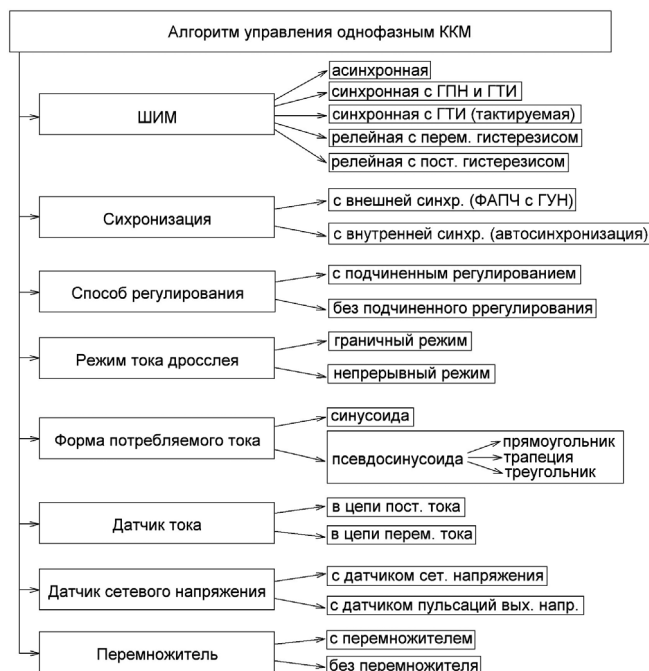 Алгоритм управления однофазным ККМ
ШИМ
асинхронная
синхронная с ГПН и ГТИ
синхронная с ГТИ (тактируемая)
релейная с перем. гистерезисом
релейная с пост. гистерезисом
Сихронизация
с внешней синхр. (ФАПЧ с ГУН)
с внутренней синхр. (автосинхронизация)
Способ регулирования
с подчиненным регулированием
без подчиненного ррегулирования
Режим тока дросслея
граничный режим
непрерывный режим
Форма потребляемого тока
синусоида
псевдосинусоида
прямоугольник
трапеция
треугольник
Датчик тока
в цепи пост. тока
в цепи перем. тока
Датчик сетевого напряжения
с датчиком сет. напряжения
с датчиком пульсаций вых. напр.
Перемножитель
с перемножителем
без перемножителя